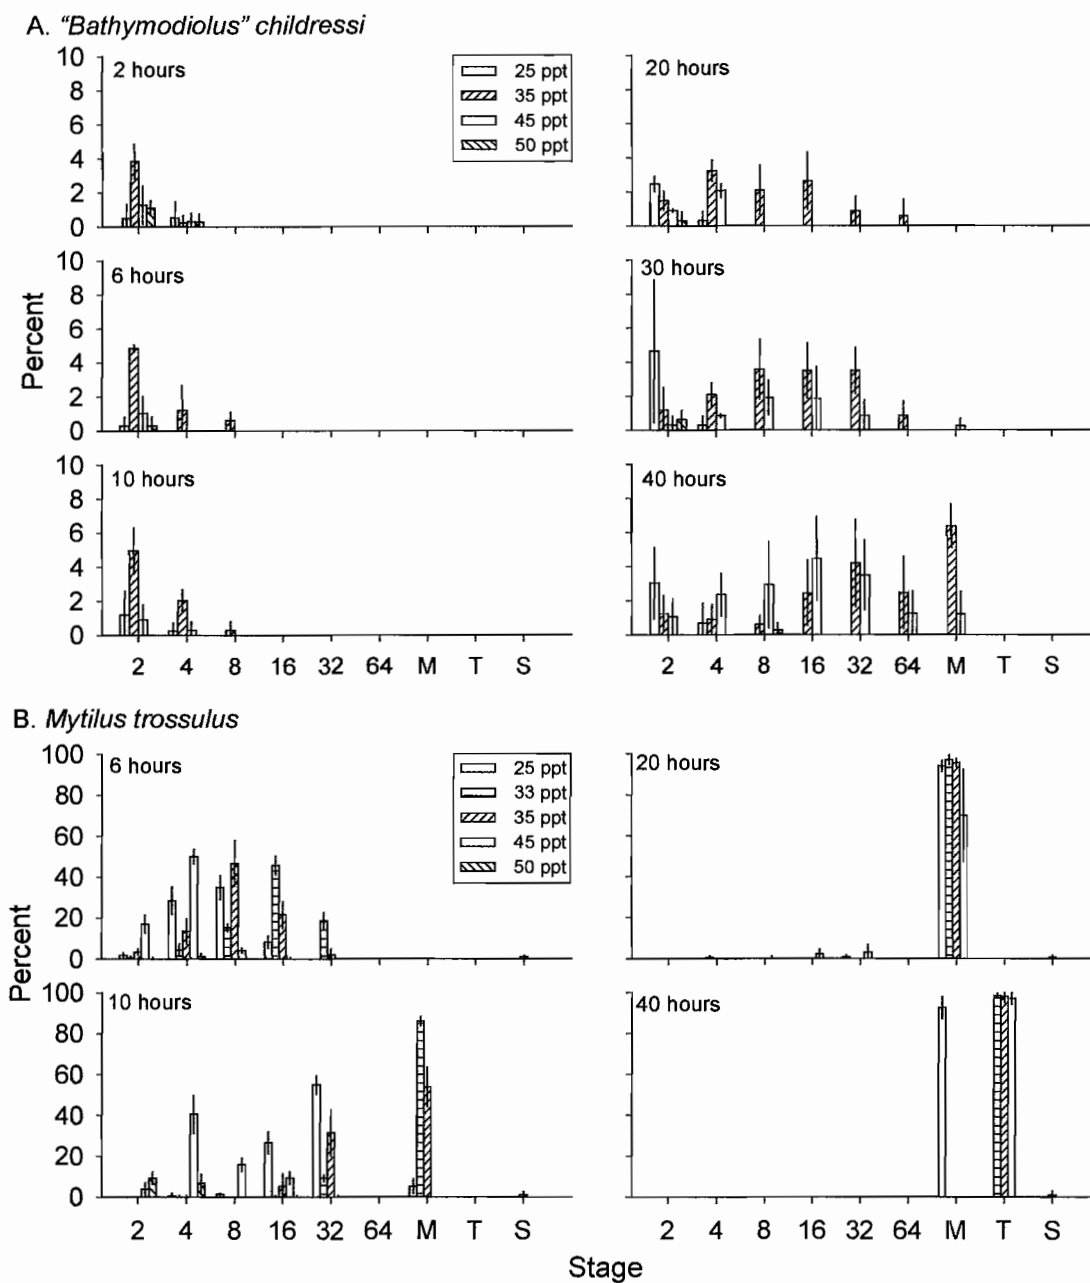 A. “Bathymodiolus” childressi
10
8
6
4
2
0
2 hours
25 ppt
35 ppt
45 ppt
50 ppt
20 hours
10
8
6
4
2
0
6 hours
30 hours
Percent
10
8
6
4
2
0
10 hours
40 hours
2 4 8 16 32 64 M T S
2 4 8 16 32 64 M T S
B. Mytilus trossulus
100
80
60
40
20
0
6 hours
25 ppt
33 ppt
35 ppt
45 ppt
50 ppt
20 hours
Percent
100
80
60
40
20
0
10 hours
40 hours
2 4 8 16 32 64 M T S
2 4 8 16 32 64 M T S
Stage